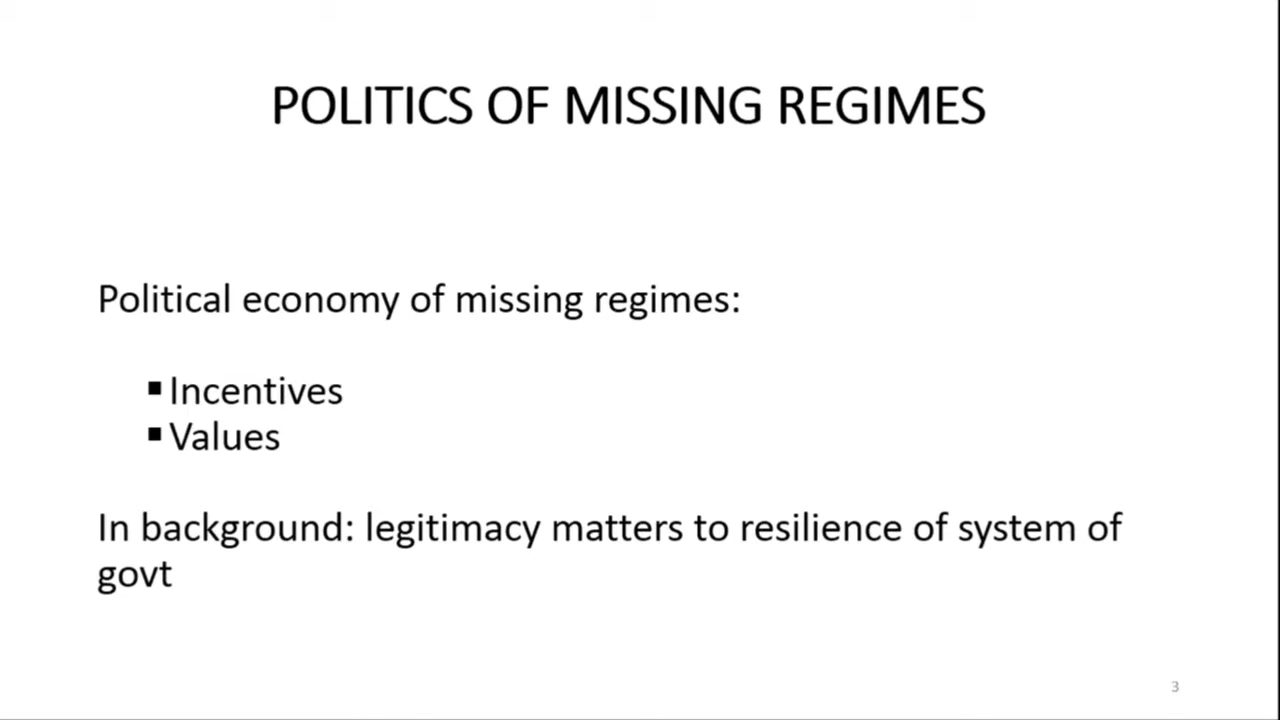 POLITICS OF MISSING REGIMES
Political economy of missing regimes:
▪Incentives
▪Values
In background: legitimacy matters to resilience of system of
govt
3